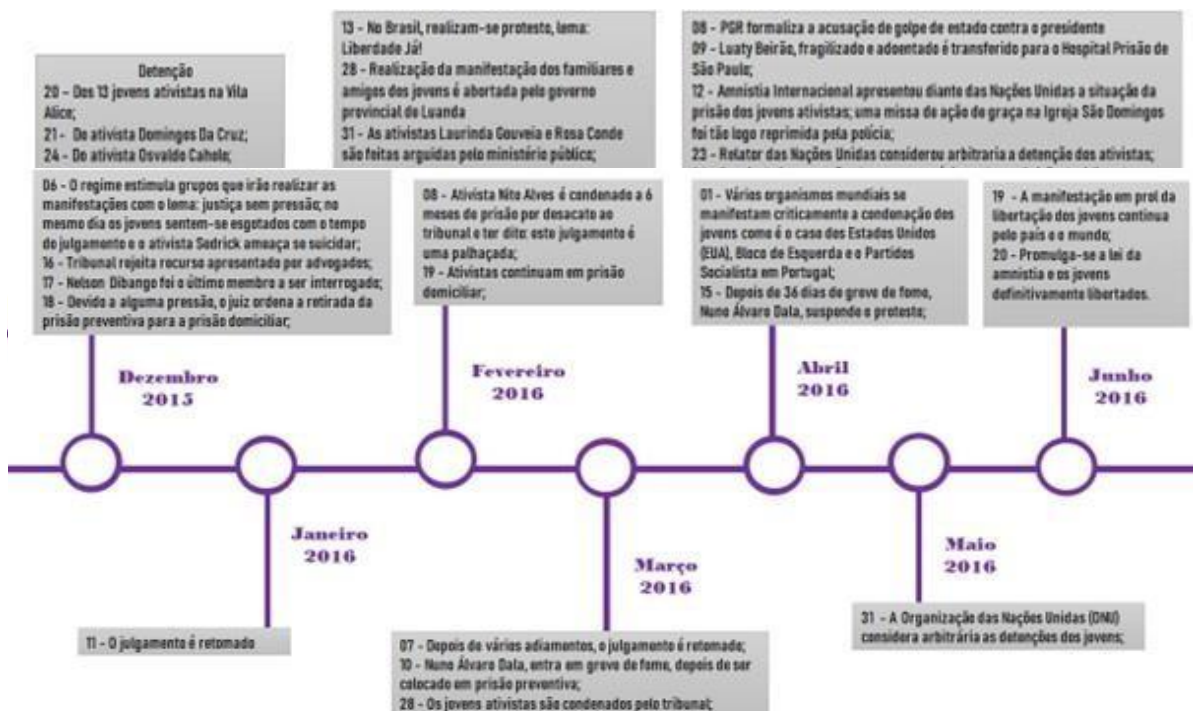 Detenção
20 - Dos 13 jovens ativistas na Vila
Alice;
21 - Do ativista Domingos Da Cruz;
24 - Do ativista Osvaldo Caholo;
13 - No Brasil, realizam-se protesto, lema:
Liberdade Já!
28 - Realização da manifestação dos familiares e
amigos dos jovens é abortada pelo governo
provincial de Luanda
31 - As ativistas Laurinda Gouveia e Rosa Conde
são feitas arguidas pelo ministério público;
08 - PGR formaliza a acusação de golpe de estado contra o presidente
09 - Luaty Beirão, fragilizado e adoentado é transferido para o Hospital Prisão de
São Paulo;
12 - Amnistia Internacional apresentou diante das Nações Unidas a situação da
prisão dos jovens ativistas; uma missa de ação de graça na Igreja São Domingos
foi tão logo reprimida pela polícia;
23 - Relator das Nações Unidas considerou arbitraria a detenção dos ativistas;
06 - O regime estimula grupos que irão realizar as
manifestações com o lema: justiça sem pressão; no
mesmo dia os jovens sentem-se esgotados com o tempo
do julgamento e o ativista Sedrick ameaça se suicidar;
16 - Tribunal rejeita recurso apresentado por advogados;
17 - Nelson Dibango foi o último membro a ser interrogado;
18 - Devido a alguma pressão, o juiz ordena a retirada da
prisão preventiva para a prisão domiciliar;
08 - Ativista Nito Alves é condenado a 6
meses de prisão por desacato ao
tribunal e ter dito: este julgamento é
uma palhaçada;
19 - Ativistas continuam em prisão
domiciliar;
01 - Vários organismos mundiais se
manifestam criticamente a condenação dos
jovens como é o caso dos Estados Unidos
(EUA), Bloco de Esquerda e o Partidos
Socialista em Portugal;
15 - Depois de 36 dias de greve de fome,
Nuno Álvaro Dala, suspende o protesto;
19 - A manifestação em prol da
libertação dos jovens continua
pelo país e o mundo;
20 - Promulga-se a lei da
amnistia e os jovens
definitivamente libertados.
Dezembro
2015
Fevereiro
2016
Abril
2016
Junho
2016
Janeiro
2016
Março
2016
Maio
2016
11 - O julgamento é retomado
07 - Depois de vários adiamentos, o julgamento é retomado;
10 - Nuno Álvaro Dala, entra em greve de fome, depois de ser
colocado em prisão preventiva;
28 - Os jovens ativistas são condenados pelo tribunal;
31 - A Organização das Nações Unidas (ONU)
considera arbitrária as detenções dos jovens;